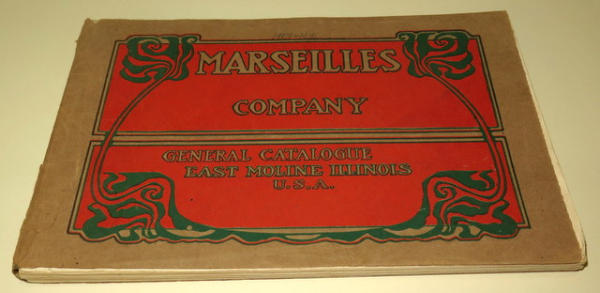 MARSEILLES
COMPANY
GENERAL CATALOGUE
EAST MOLINE ILLINOIS
U.S.A.